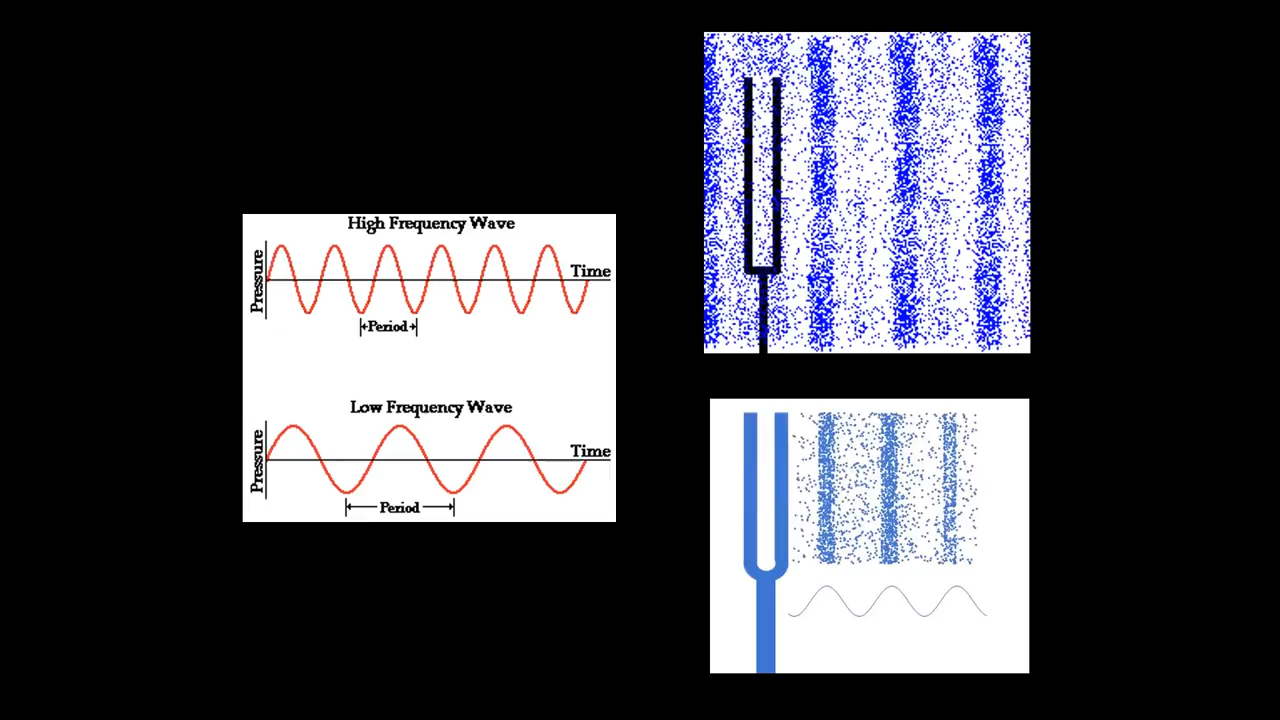 High Frequency Wave
Pressure
Time
Period
Low Frequency Wave
Pressure
Time
Period